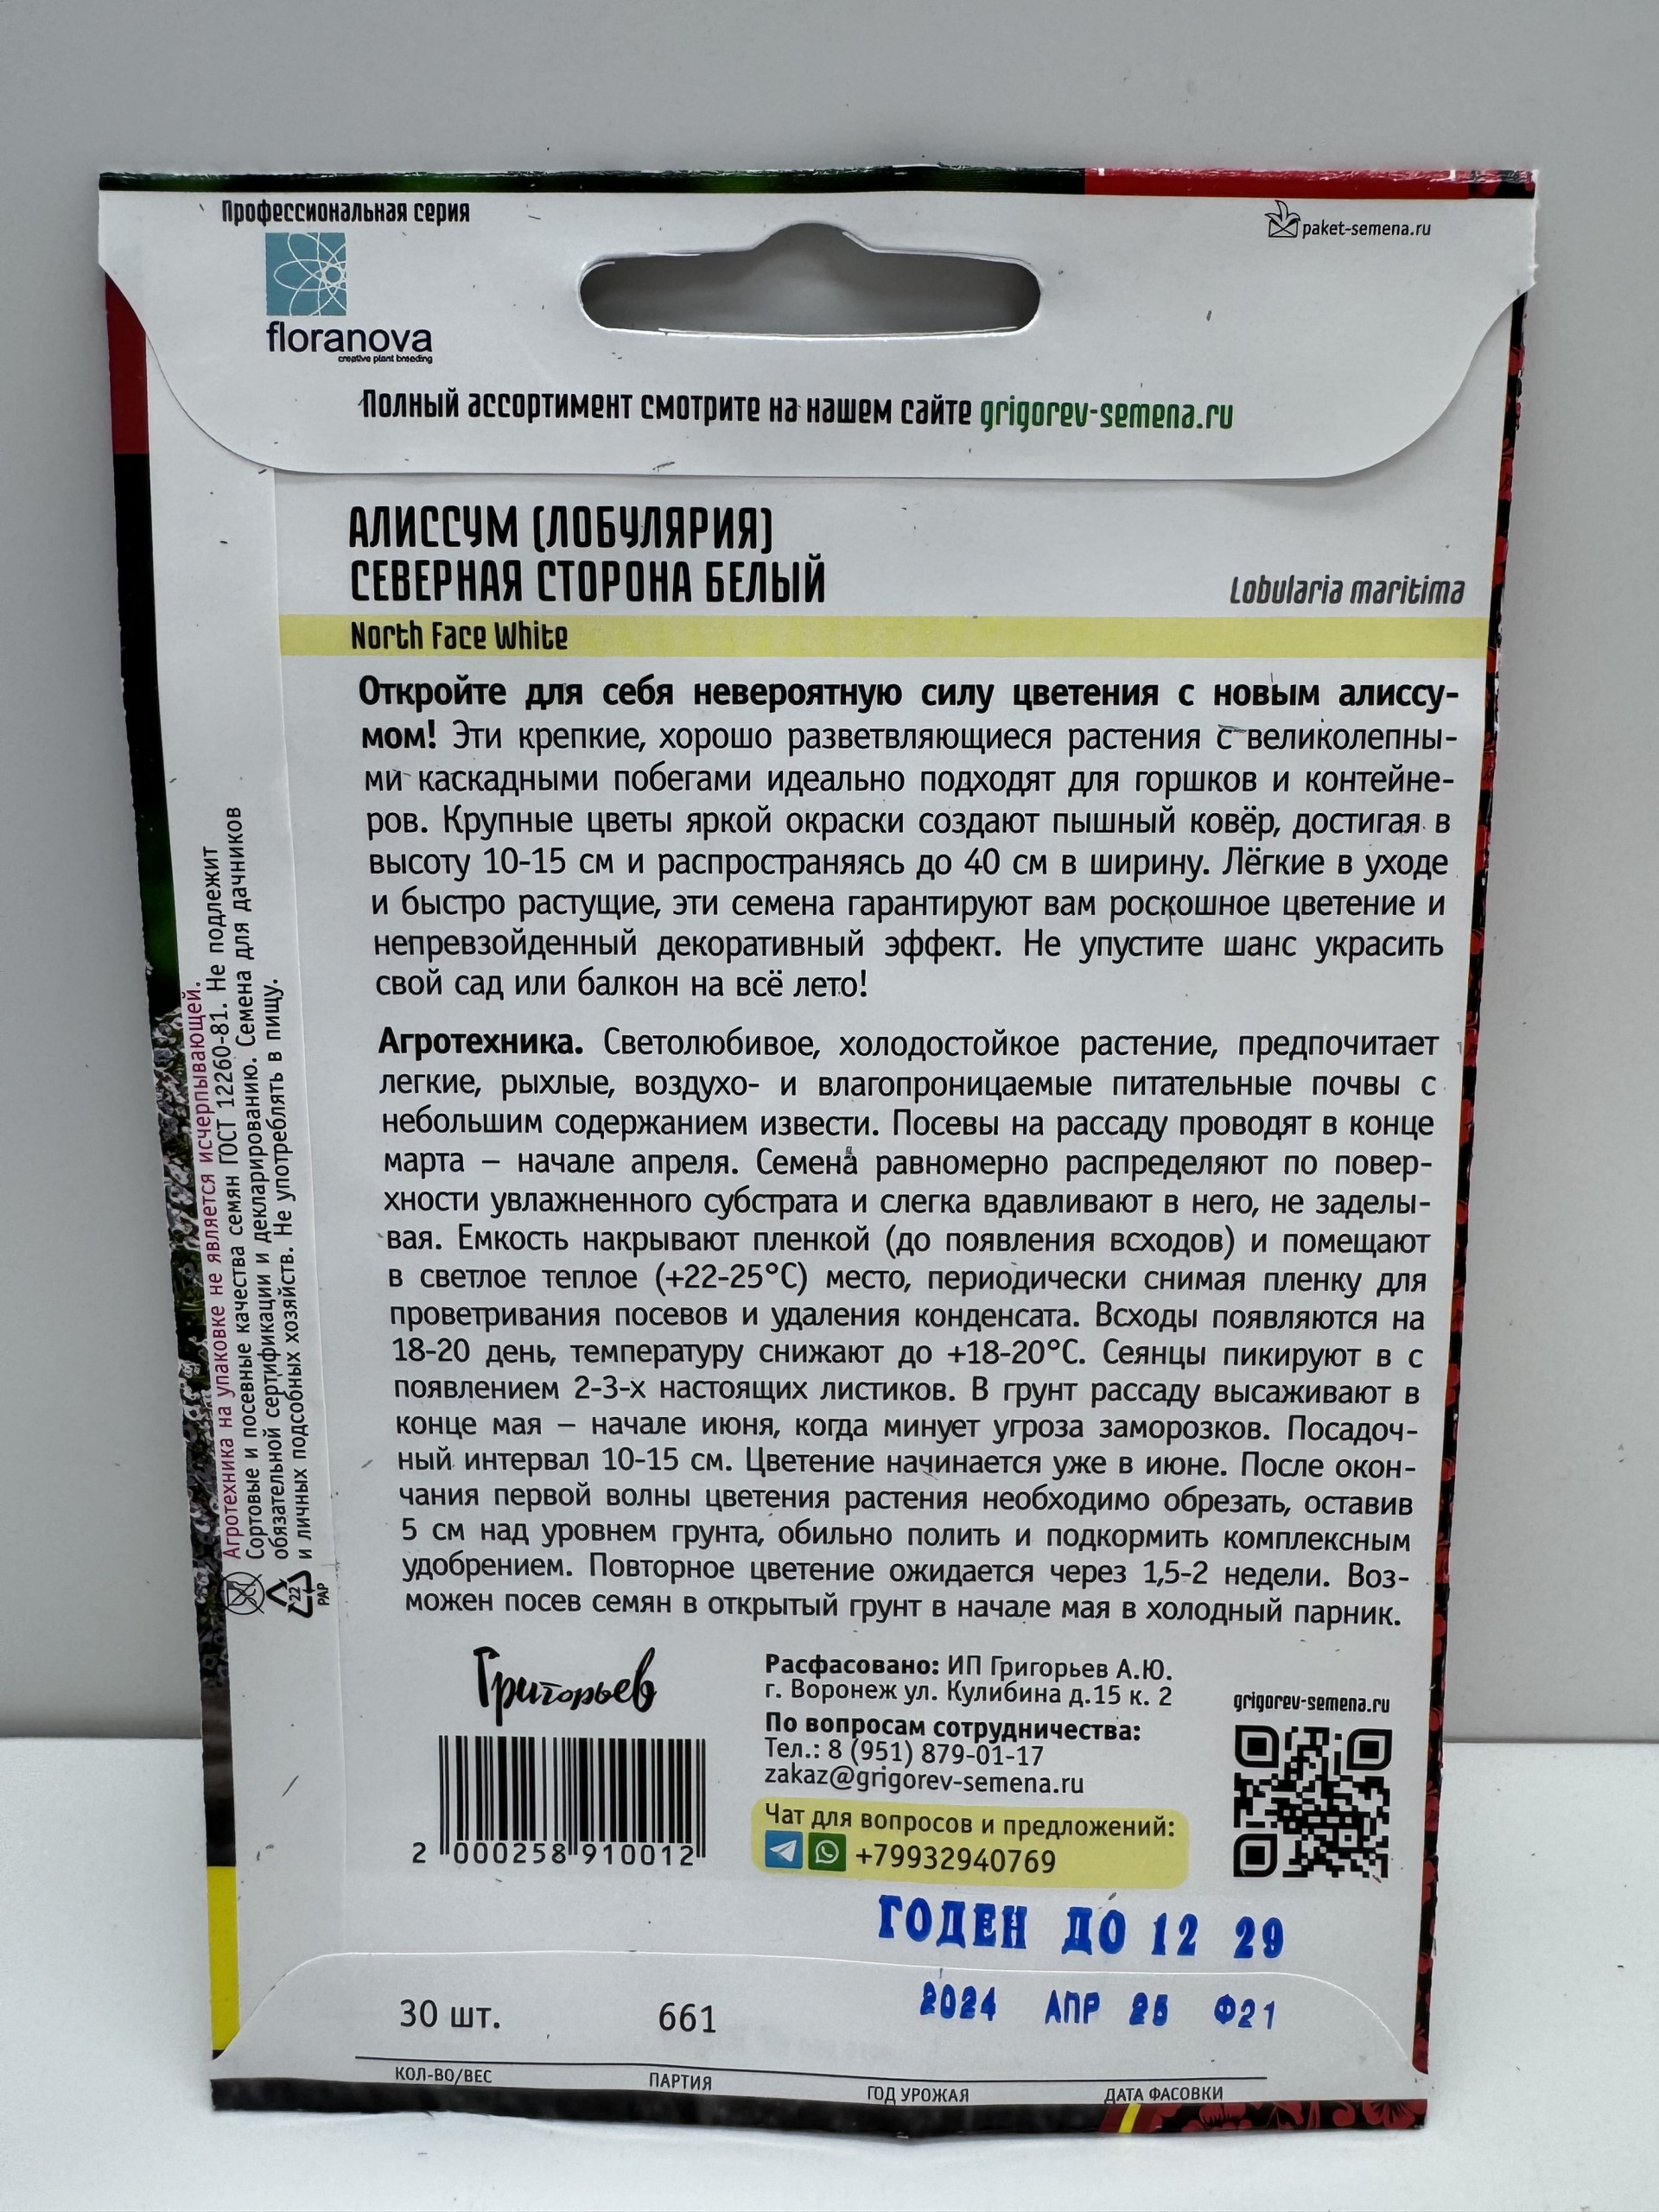 Профессиональная серия
paket-semena.ru
floranova
creative plant breeding
Полный ассортимент смотрите на нашем сайте grigorev-semena.ru
АЛИССУМ (ЛОБУЛЯРИЯ)
СЕВЕРНАЯ СТОРОНА БЕЛЫЙ
Lobularia maritima
North Face White
Откройте для себя невероятную силу цветения с новым алиссу-
мом! Эти крепкие, хорошо разветвляющиеся растения с великолепны-
ми каскадными побегами идеально подходят для горшков и контейне-
ров. Крупные цветы яркой окраски создают пышный ковёр, достигая в
высоту 10-15 см и распространяясь до 40 см в ширину. Лёгкие в уходе
и быстро растущие, эти семена гарантируют вам роскошное цветение и
непревзойденный декоративный эффект. Не упустите шанс украсить
свой сад или балкон на всё лето!
Агротехника. Светолюбивое, холодостойкое растение, предпочитает
легкие, рыхлые, воздухо- и влагопроницаемые питательные почвы с
небольшим содержанием извести. Посевы на рассаду проводят в конце
марта – начале апреля. Семена равномерно распределяют по повер-
хности увлажненного субстрата и слегка вдавливают в него, не заделы-
вая. Емкость накрывают пленкой (до появления всходов) и помещают
в светлое теплое (+22-25°С) место, периодически снимая пленку для
проветривания посевов и удаления конденсата. Всходы появляются на
18-20 день, температуру снижают до +18-20°С. Сеянцы пикируют в с
появлением 2-3-х настоящих листиков. В грунт рассаду высаживают в
конце мая – начале июня, когда минует угроза заморозков. Посадоч-
ный интервал 10-15 см. Цветение начинается уже в июне. После окон-
чания первой волны цветения растения необходимо обрезать, оставив
5 см над уровнем грунта, обильно полить и подкормить комплексным
удобрением. Повторное цветение ожидается через 1,5-2 недели. Воз-
можен посев семян в открытый грунт в начале мая в холодный парник.
Агротехника на упаковке не является исчерпывающей.
Сортовые и посевные качества семян ГОСТ 12260-81. Не подлежит
обязательной сертификации и декларированию. Семена для дачников
и личных подсобных хозяйств. Не употреблять в пищу.
22
PAP
Григорьев
2 000258 910012
Расфасовано: ИП Григорьев А.Ю.
г. Воронеж ул. Кулибина д.15 к. 2
По вопросам сотрудничества:
Тел.: 8 (951) 879-01-17
zakaz@grigorev-semena.ru
Чат для вопросов и предложений:
+79932940769
grigorev-semena.ru
ГОДЕН ДО 12 29
30 шт. 661 2024 АПР 25 Ф21
КОЛ-ВО/ВЕС ПАРТИЯ ГОД УРОЖАЯ ДАТА ФАСОВКИ